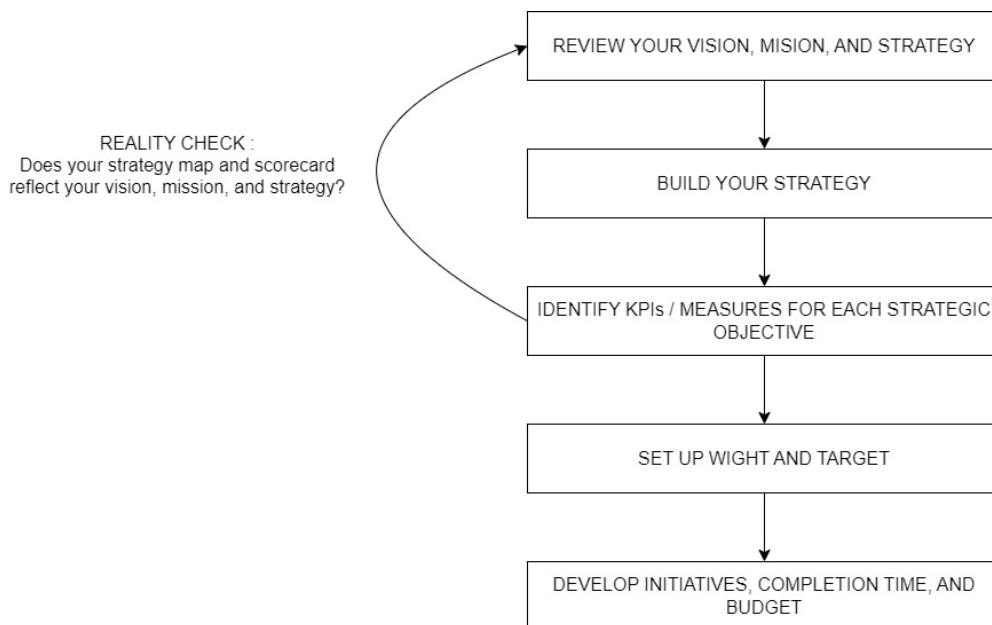 REVIEW YOUR VISION, MISION, AND STRATEGY
REALITY CHECK :
Does your strategy map and scorecard
reflect your vision, mission, and strategy?
BUILD YOUR STRATEGY
IDENTIFY KPIs / MEASURES FOR EACH STRATEGIC
OBJECTIVE
SET UP WIGHT AND TARGET
DEVELOP INITIATIVES, COMPLETION TIME, AND
BUDGET